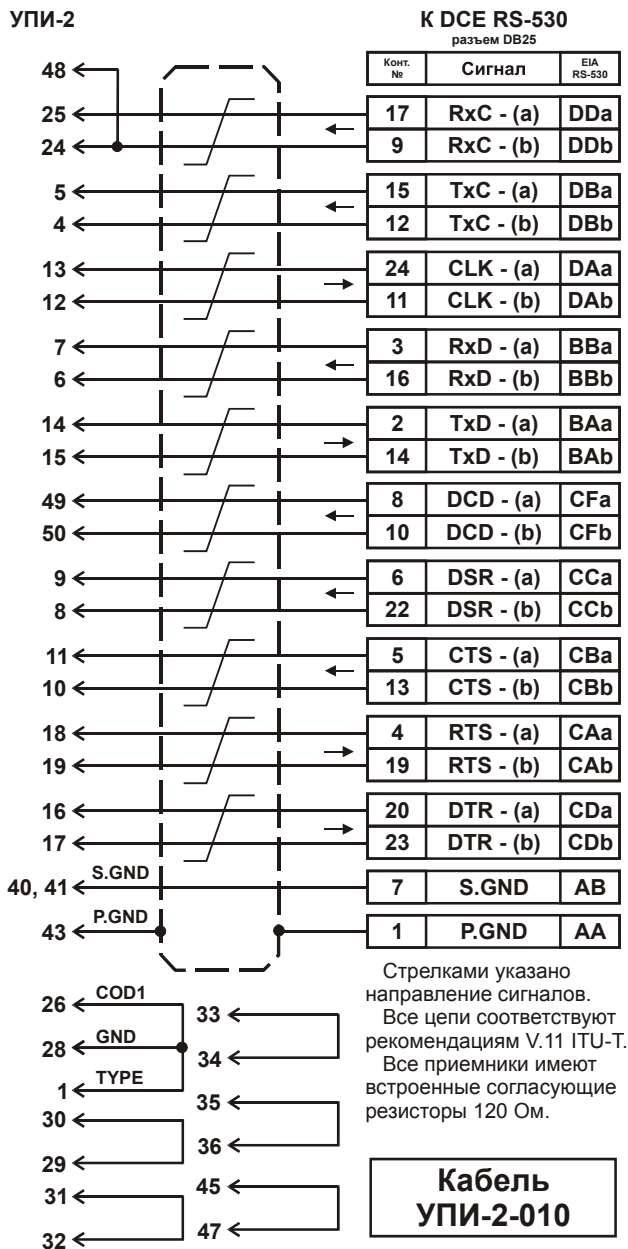 УПИ-2 К DCE RS-530
разъем DB25
48 Конт. № Сигнал EIA RS-530
25 17 RxC - (a) DDa
24 9 RxC - (b) DDb
5 15 TxC - (a) DBa
4 12 TxC - (b) DBb
13 24 CLK - (a) DAa
12 11 CLK - (b) DAb
7 3 RxD - (a) BBa
6 16 RxD - (b) BBb
14 2 TxD - (a) BAa
15 14 TxD - (b) BAb
49 8 DCD - (a) CFa
50 10 DCD - (b) CFb
9 6 DSR - (a) CCa
8 22 DSR - (b) CCb
11 5 CTS - (a) CBa
10 13 CTS - (b) CBb
18 4 RTS - (a) CAa
19 19 RTS - (b) CAb
16 20 DTR - (a) CDa
17 23 DTR - (b) CDb
40, 41 S.GND 7 S.GND AB
43 P.GND 1 P.GND AA
Стрелками указано
направление сигналов.
Все цепи соответствуют
рекомендациям V.11 ITU-T.
Все приемники имеют
встроенные согласующие
резисторы 120 Ом.
26 COD1
28 GND
1 TYPE
30
29
31
32
33
34
35
36
45
47
Кабель
УПИ-2-010